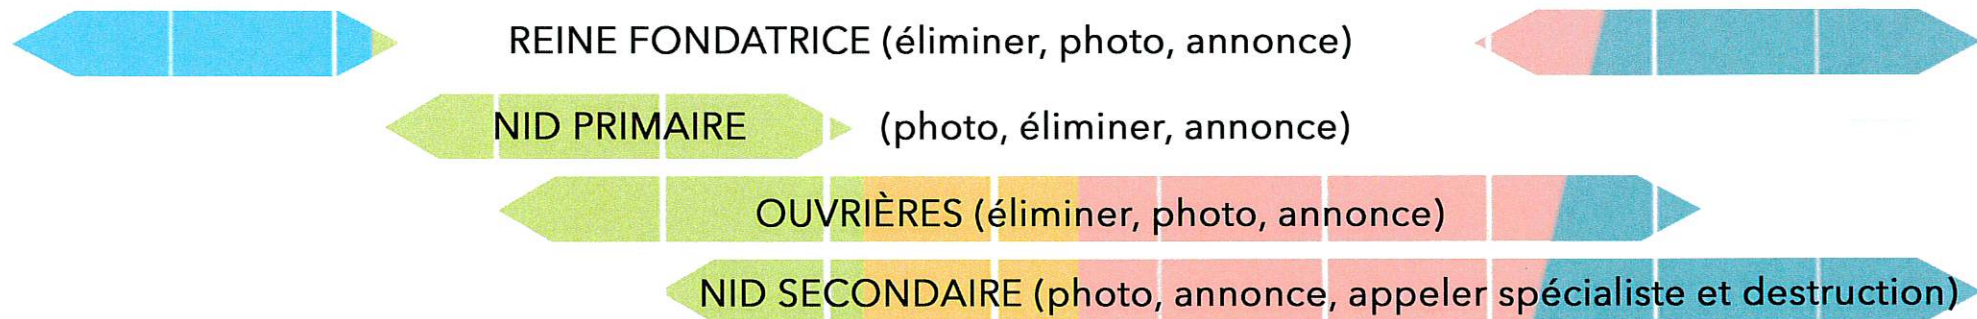 REINE FONDATRICE (éliminer, photo, annonce)
NID PRIMAIRE (photo, éliminer, annonce)
OUVRIÈRES (éliminer, photo, annonce)
NID SECONDAIRE (photo, annonce, appeler spécialiste et destruction)